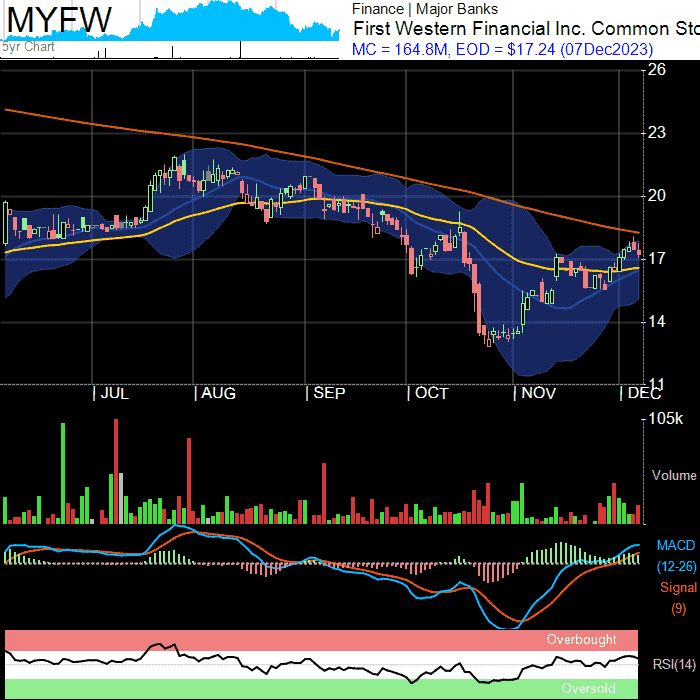 MYFW
5yr Chart
Finance | Major Banks
First Western Financial Inc. Common Sto
MC = 164.8M, EOD = $17.24 (07Dec2023)
26
23
20
17
14
11
| JUL | AUG | SEP | OCT | NOV | DEC
105k
Volume
MACD
(12-26)
Signal
(9)
Overbought
RSI(14)
Oversold